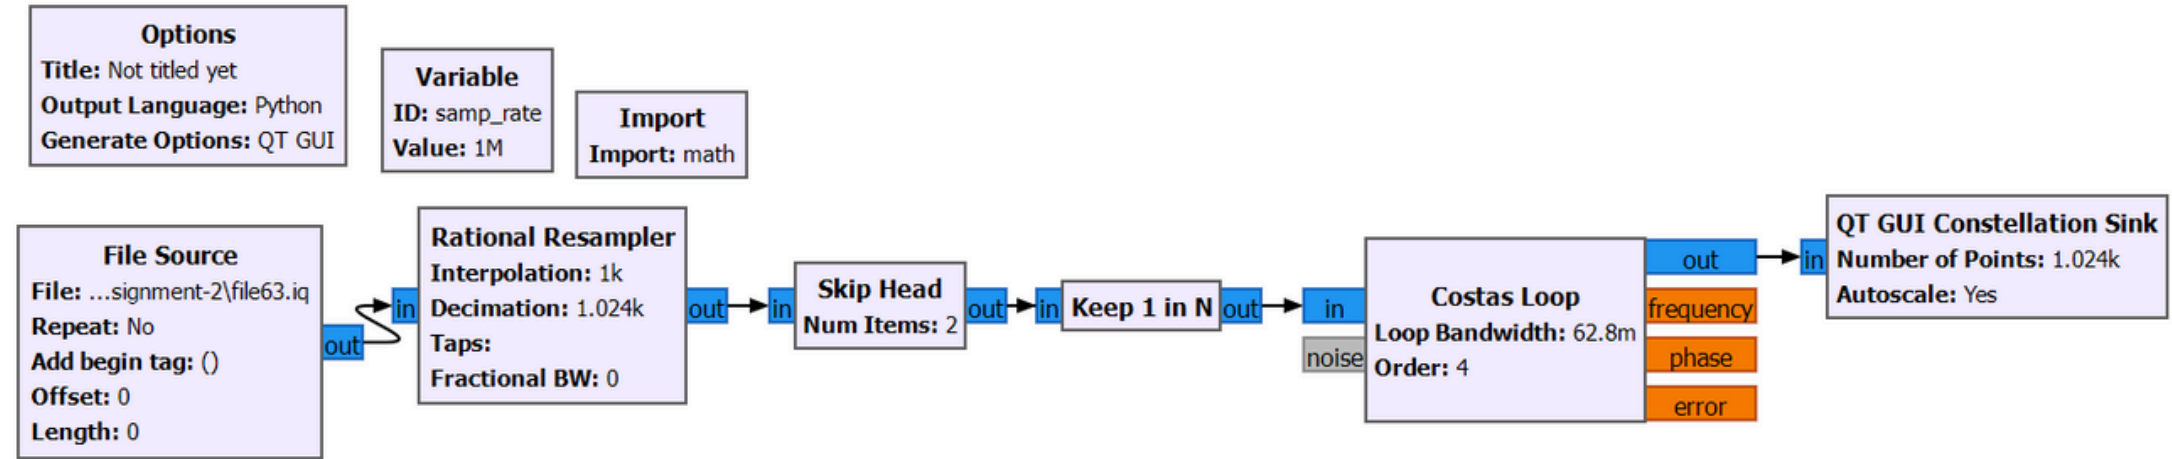 Options
Title: Not titled yet
Output Language: Python
Generate Options: QT GUI
Variable
ID: samp_rate
Value: 1M
Import
Import: math
File Source
File: ...signment-2\file63.iq
Repeat: No
Add begin tag: ()
Offset: 0
Length: 0
out
in
Rational Resampler
Interpolation: 1k
Decimation: 1.024k
Taps:
Fractional BW: 0
out
in
Skip Head
Num Items: 2
out
in
Keep 1 in N
out
in
noise
Costas Loop
Loop Bandwidth: 62.8m
Order: 4
out
frequency
phase
error
in
QT GUI Constellation Sink
Number of Points: 1.024k
Autoscale: Yes